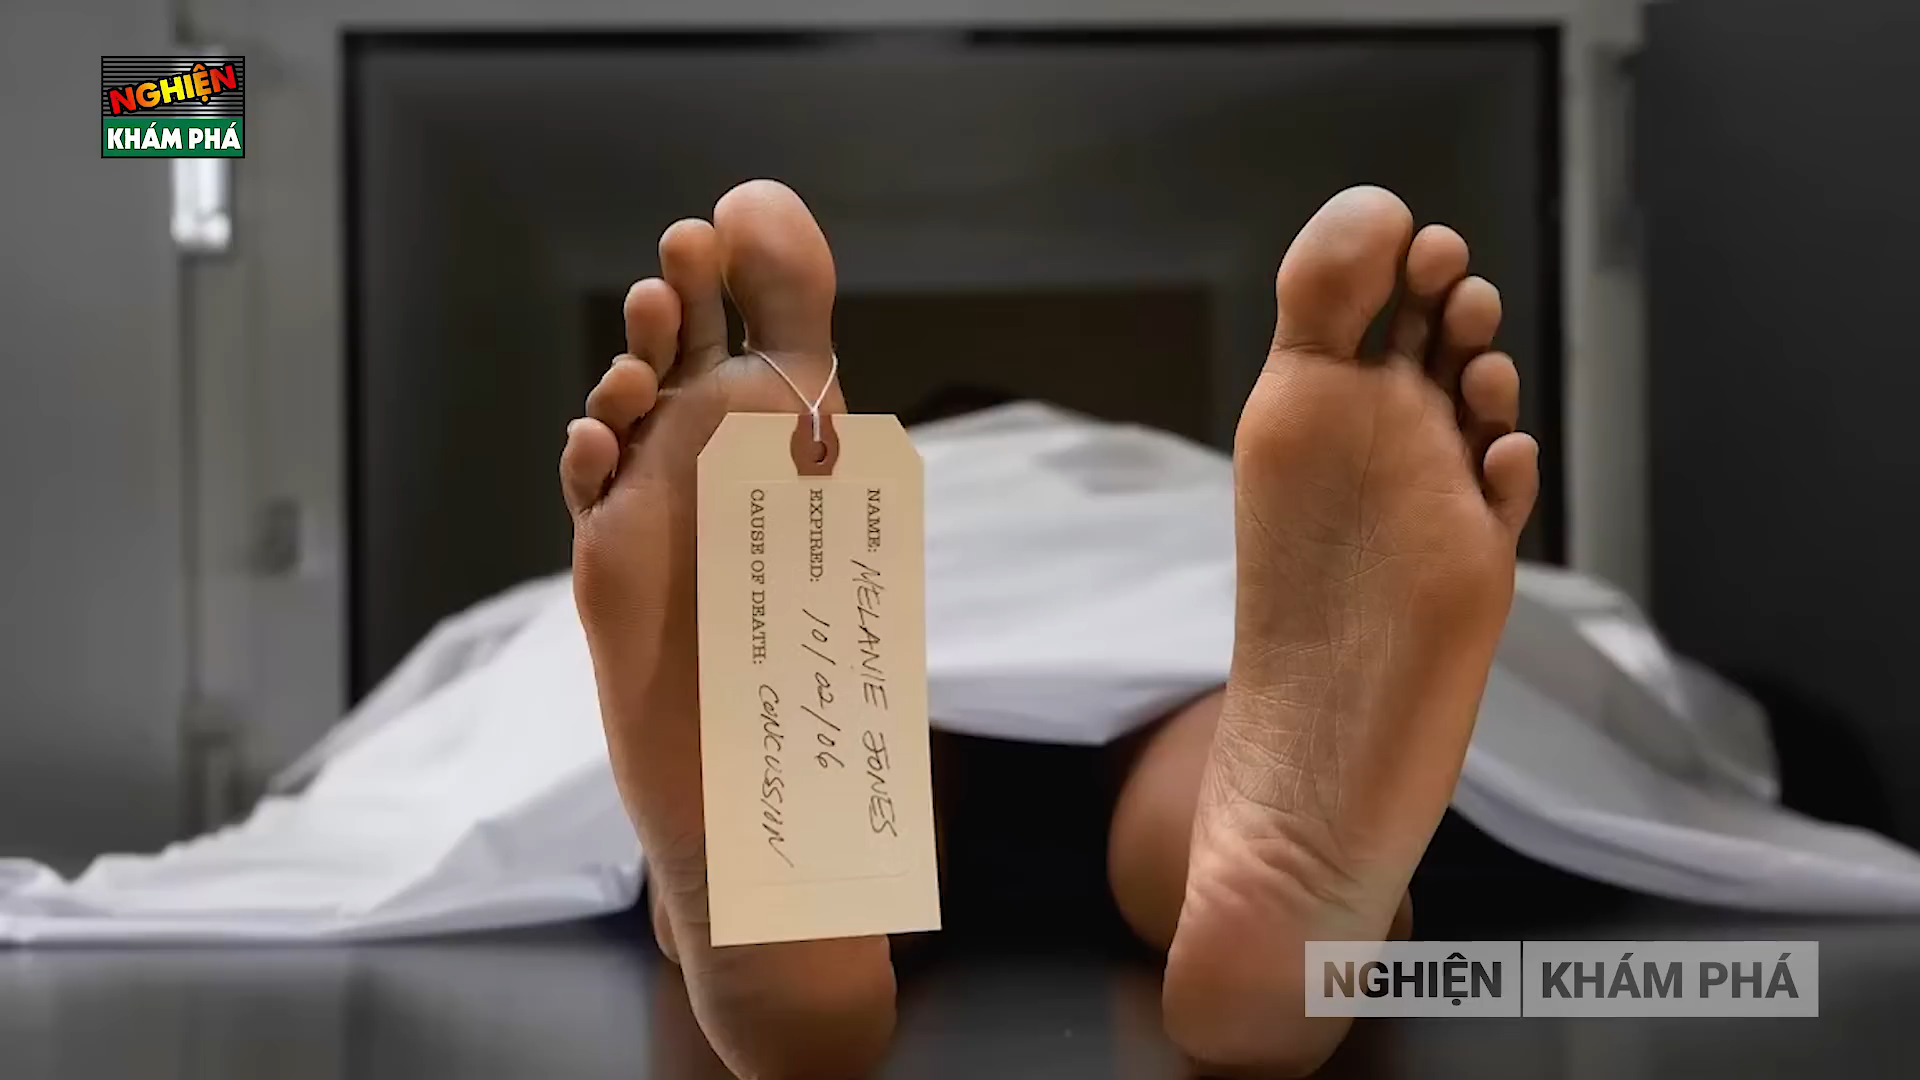 NGHIỆN
KHÁM PHÁ
NAME: MELANIE JONES
EXPIRED: 10/02/06
CAUSE OF DEATH: CONCUSSION
NGHIỆN KHÁM PHÁ